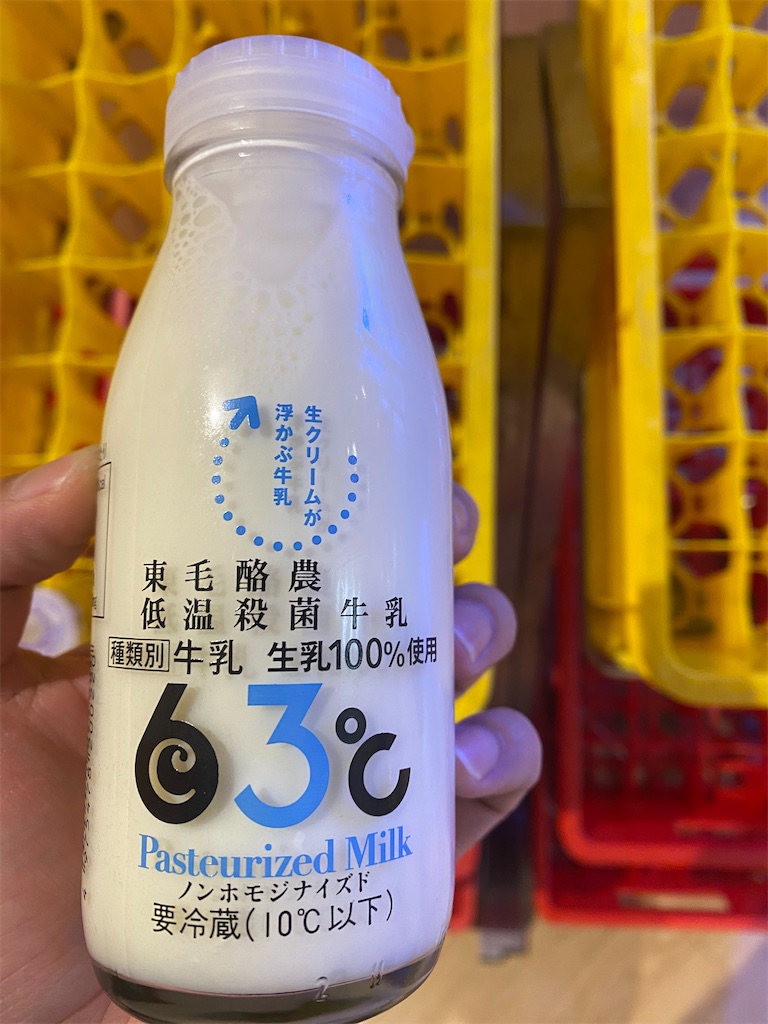 生クリームが
浮かぶ牛乳
東毛酪農
低温殺菌牛乳
種類別 牛乳 生乳100%使用
63℃
Pasteurized Milk
ノンホモジナイズド
要冷蔵(10℃以下)
2